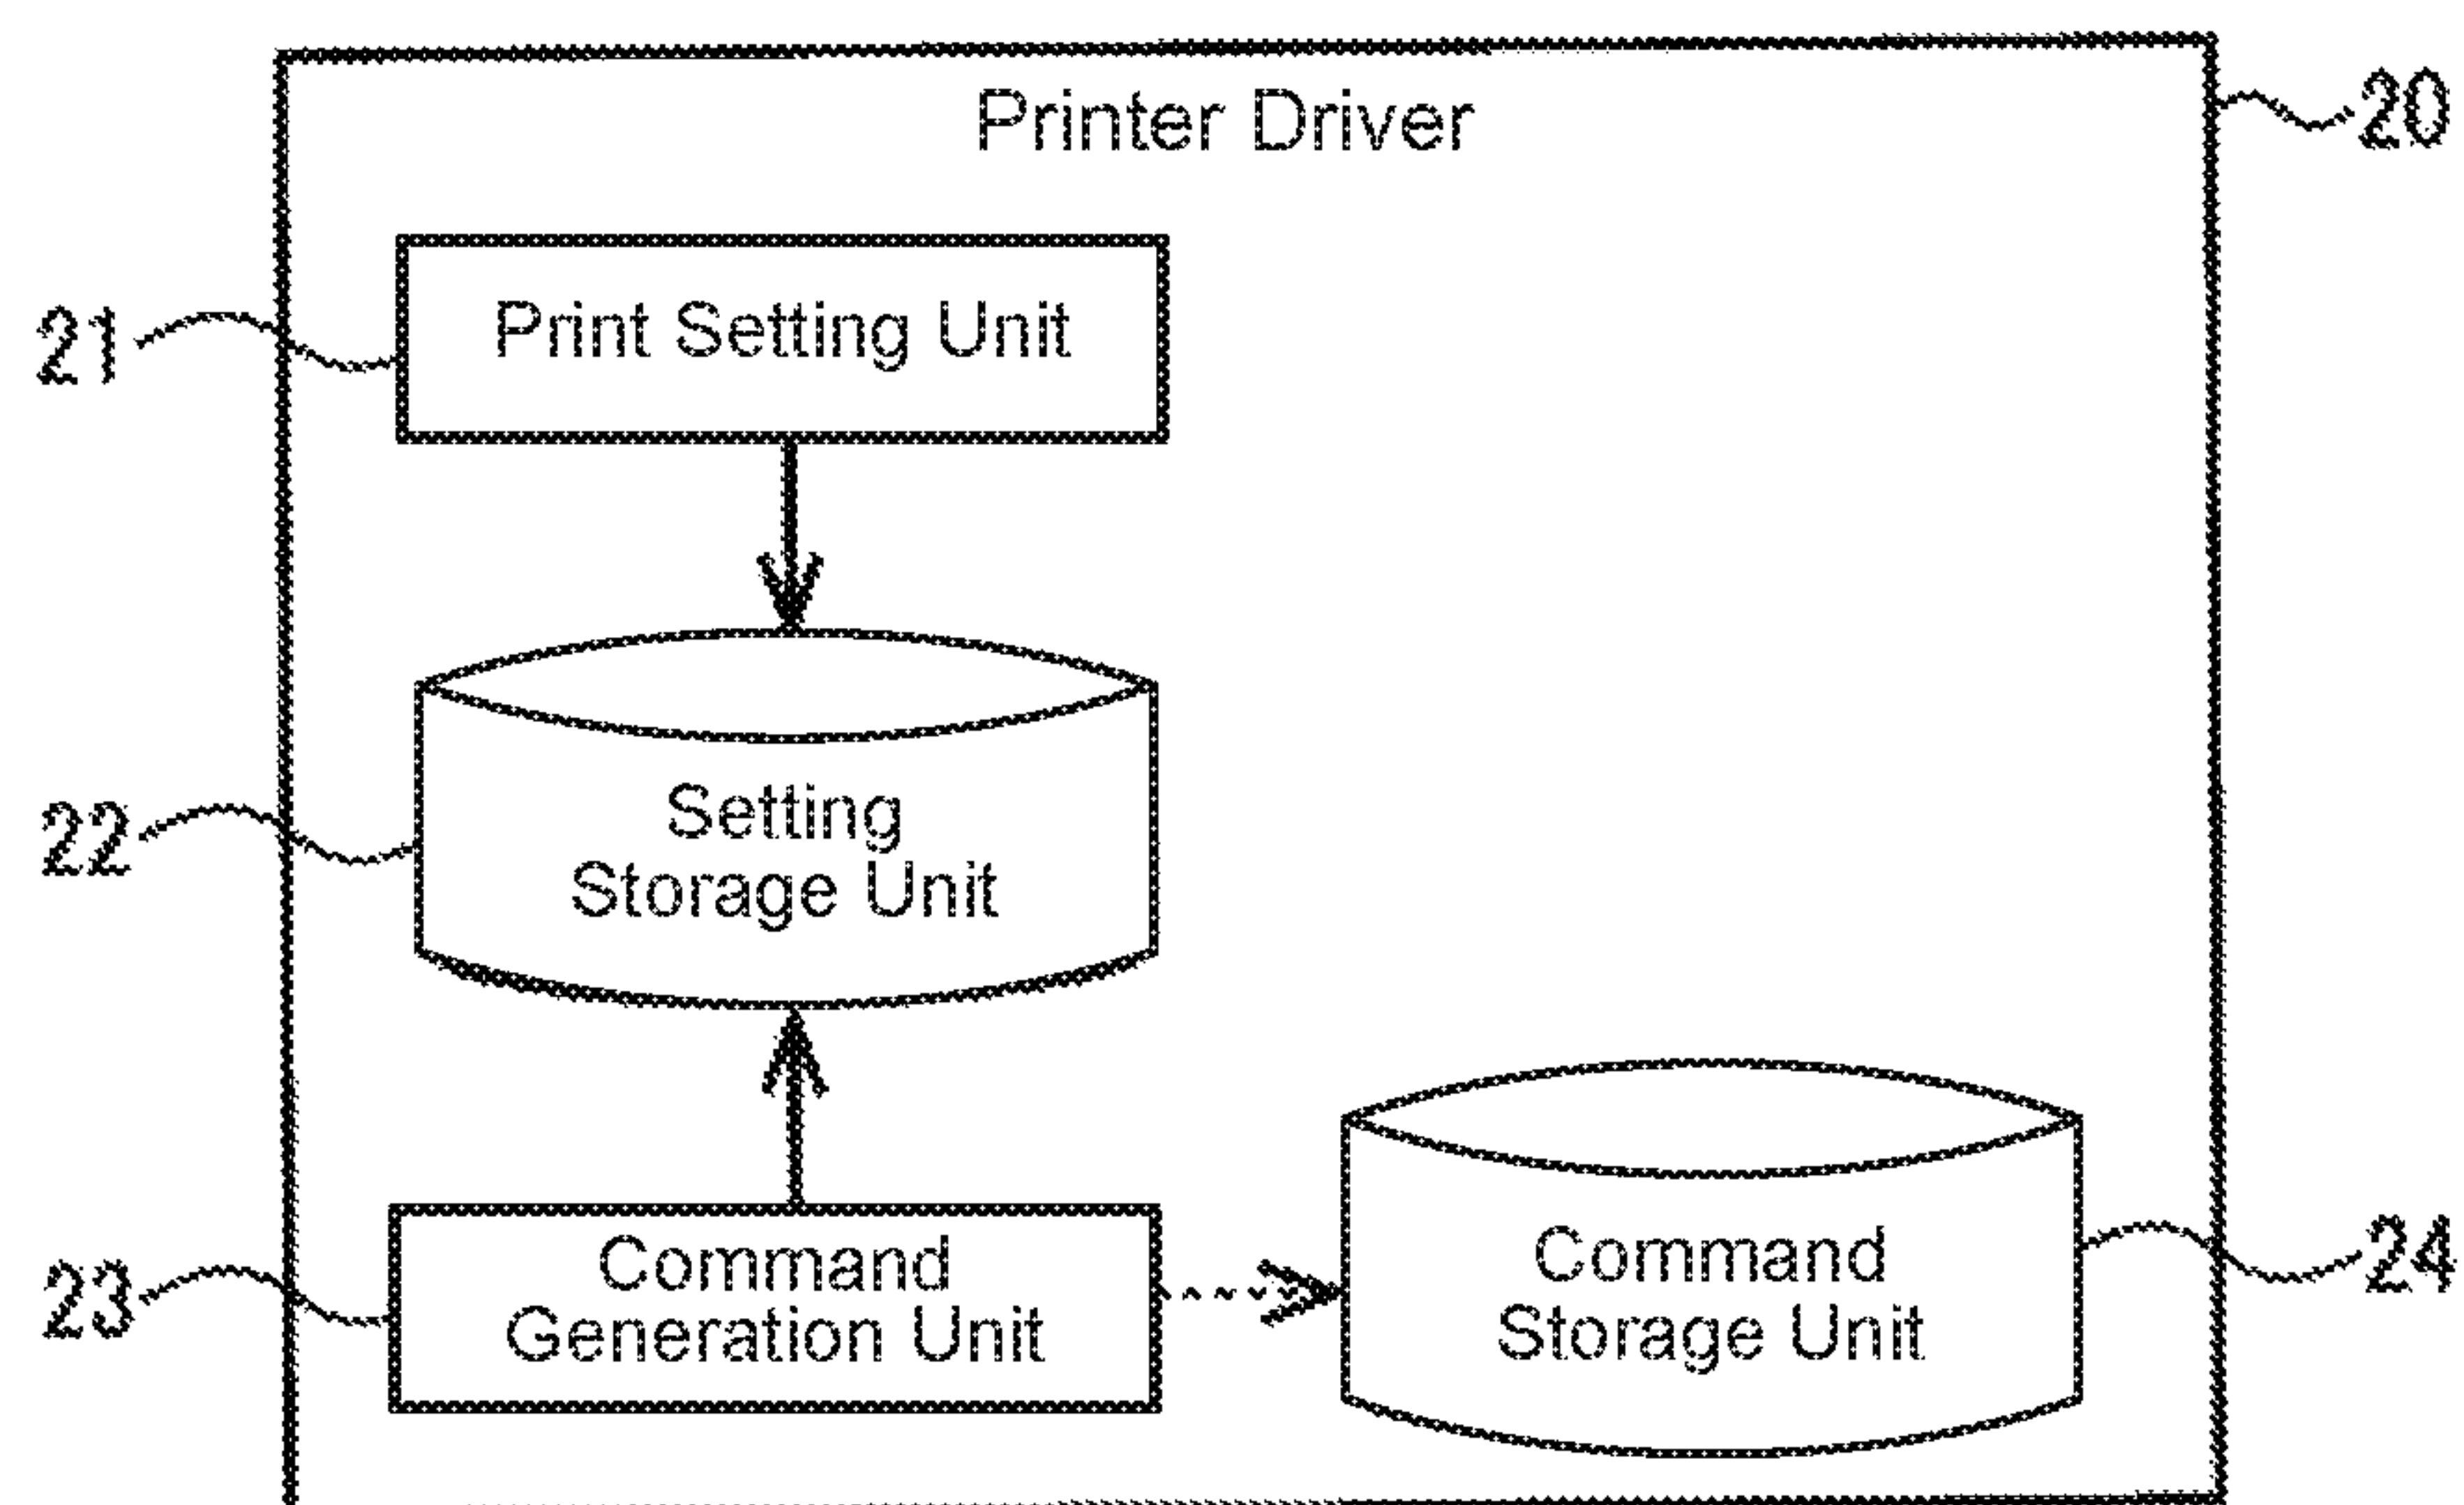 Printer Driver
20
21
Print Setting Unit
22
Setting
Storage Unit
23
Command
Generation Unit
Command
Storage Unit
24